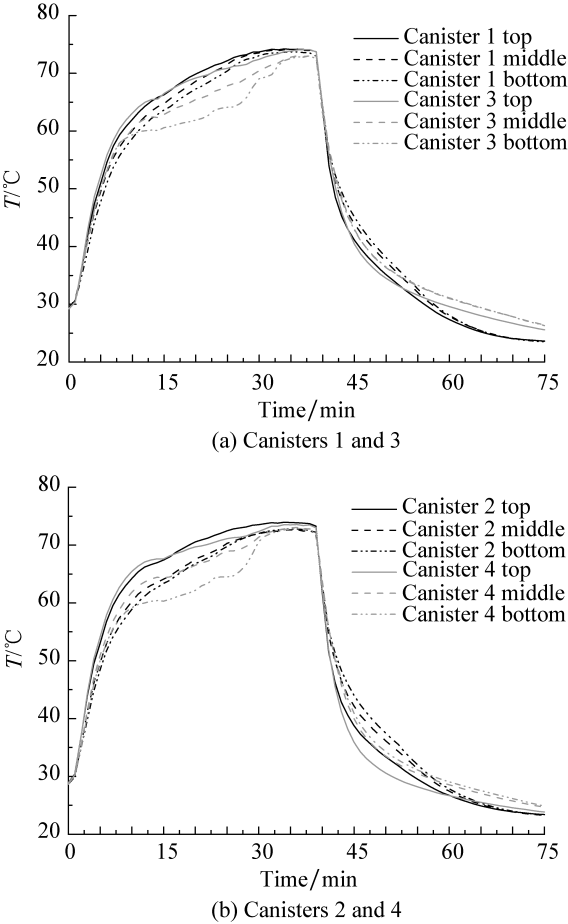 80
70
60
50
40
30
20
T/℃
Canister 1 top
Canister 1 middle
Canister 1 bottom
Canister 3 top
Canister 3 middle
Canister 3 bottom
0 15 30 45 60 75
Time/min
(a) Canisters 1 and 3
80
70
60
50
40
30
20
T/℃
Canister 2 top
Canister 2 middle
Canister 2 bottom
Canister 4 top
Canister 4 middle
Canister 4 bottom
0 15 30 45 60 75
Time/min
(b) Canisters 2 and 4